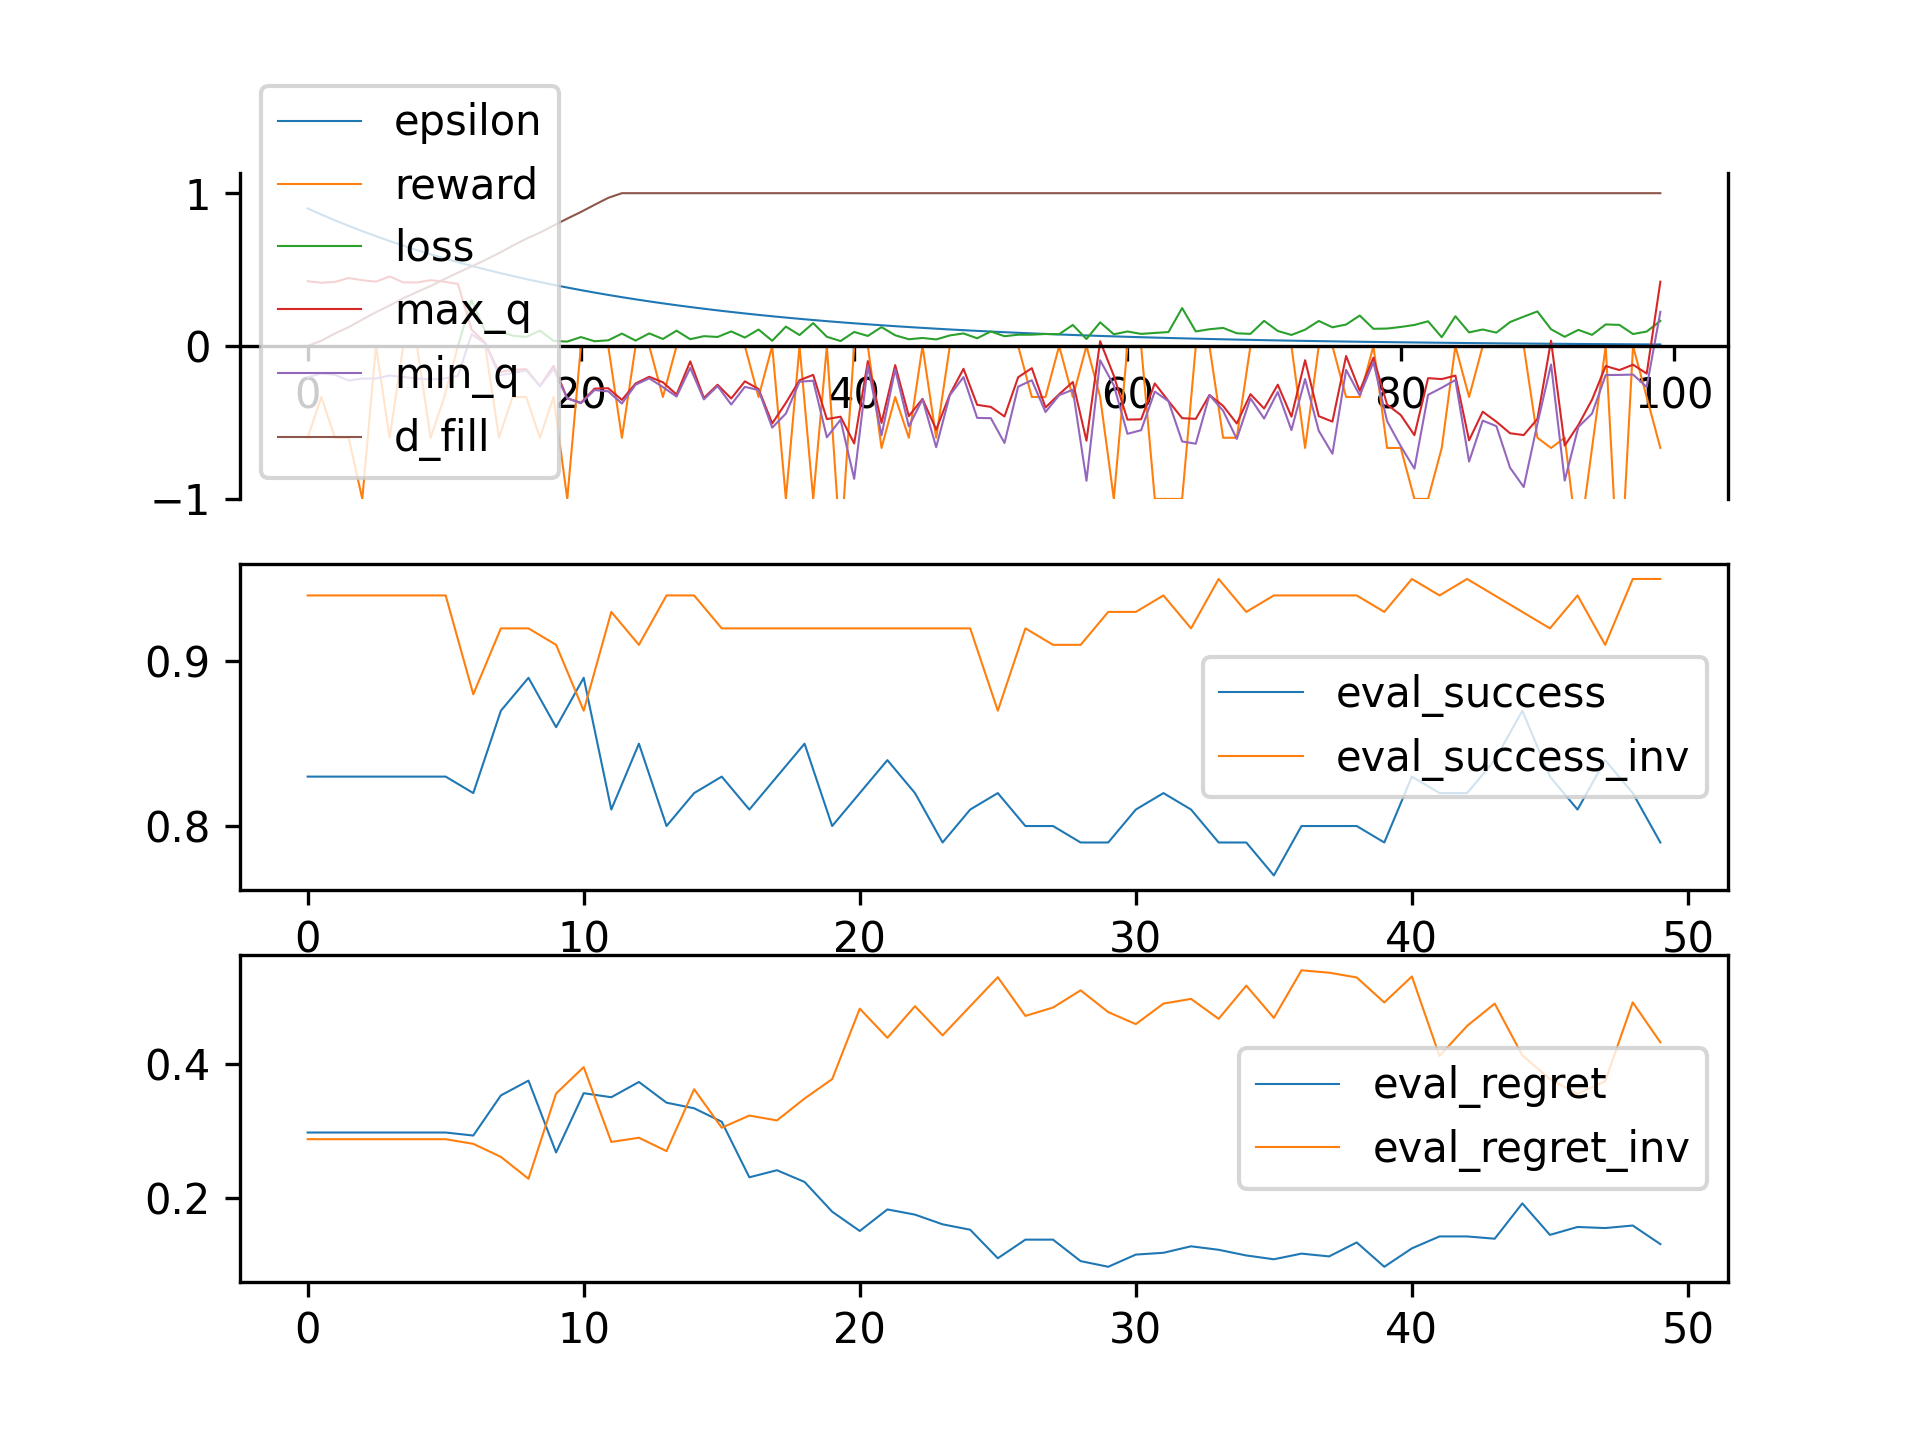 epsilon
reward
loss
max_q
min_q
d_fill
1
0
−1
0 20 40 60 80 100
0.9
0.8
eval_success
eval_success_inv
0 10 20 30 40 50
0.4
0.2
eval_regret
eval_regret_inv
0 10 20 30 40 50